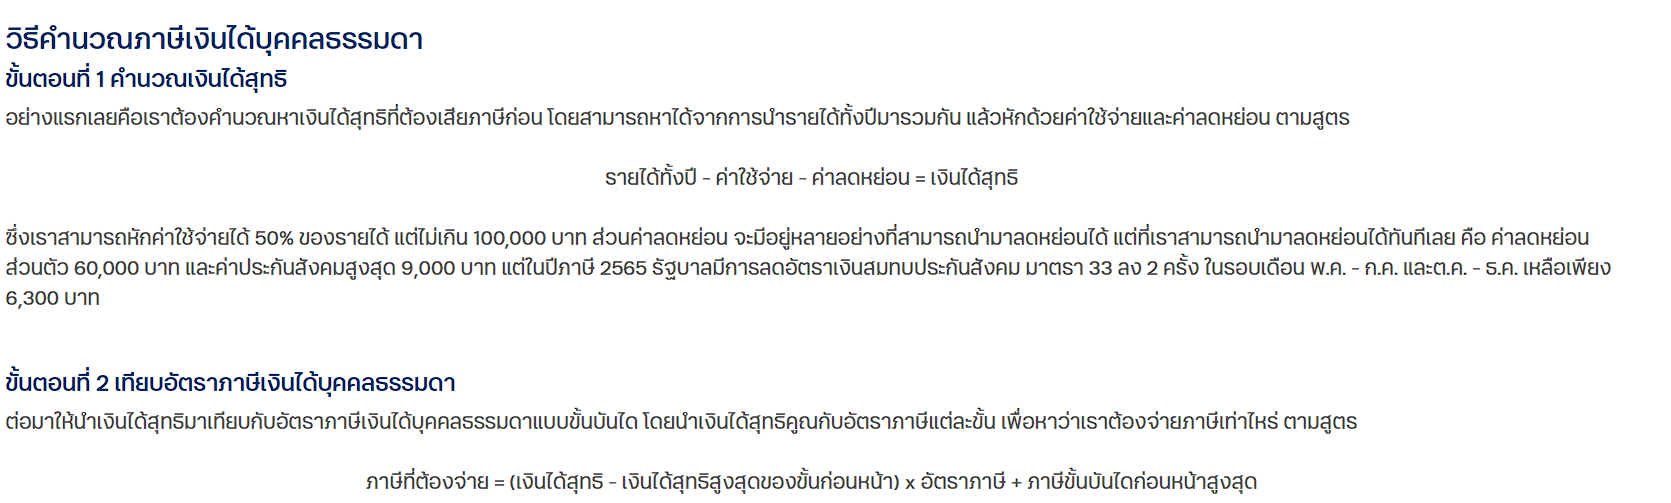 วิธีคำนวณภาษีเงินได้บุคคลธรรมดา
ขั้นตอนที่ 1 คำนวณเงินได้สุทธิ
อย่างแรกเลยคือเราต้องคำนวณหาเงินได้สุทธิที่ต้องเสียภาษีก่อน โดยสามารถหาได้จากการนำรายได้ทั้งปีมารวมกัน แล้วหักด้วยค่าใช้จ่ายและค่าลดหย่อน ตามสูตร
รายได้ทั้งปี - ค่าใช้จ่าย - ค่าลดหย่อน = เงินได้สุทธิ
ซึ่งเราสามารถหักค่าใช้จ่ายได้ 50% ของรายได้ แต่ไม่เกิน 100,000 บาท ส่วนค่าลดหย่อน จะมีอยู่หลายอย่างที่สามารถนำมาลดหย่อนได้ แต่ที่เราสามารถนำมาลดหย่อนได้ทันทีเลย คือ ค่าลดหย่อน
ส่วนตัว 60,000 บาท และค่าประกันสังคมสูงสุด 9,000 บาท แต่ในปีภาษี 2565 รัฐบาลมีการลดอัตราเงินสมทบประกันสังคม มาตรา 33 ลง 2 ครั้ง ในรอบเดือน พ.ค. - ก.ค. และต.ค. - ธ.ค. เหลือเพียง
6,300 บาท
ขั้นตอนที่ 2 เทียบอัตราภาษีเงินได้บุคคลธรรมดา
ต่อมาให้นำเงินได้สุทธิมาเทียบกับอัตราภาษีเงินได้บุคคลธรรมดาแบบขั้นบันได โดยนำเงินได้สุทธิคูณกับอัตราภาษีแต่ละขั้น เพื่อหาว่าเราต้องจ่ายภาษีเท่าไหร่ ตามสูตร
ภาษีที่ต้องจ่าย = (เงินได้สุทธิ - เงินได้สุทธิสูงสุดของขั้นก่อนหน้า) x อัตราภาษี + ภาษีขั้นบันไดก่อนหน้าสูงสุด